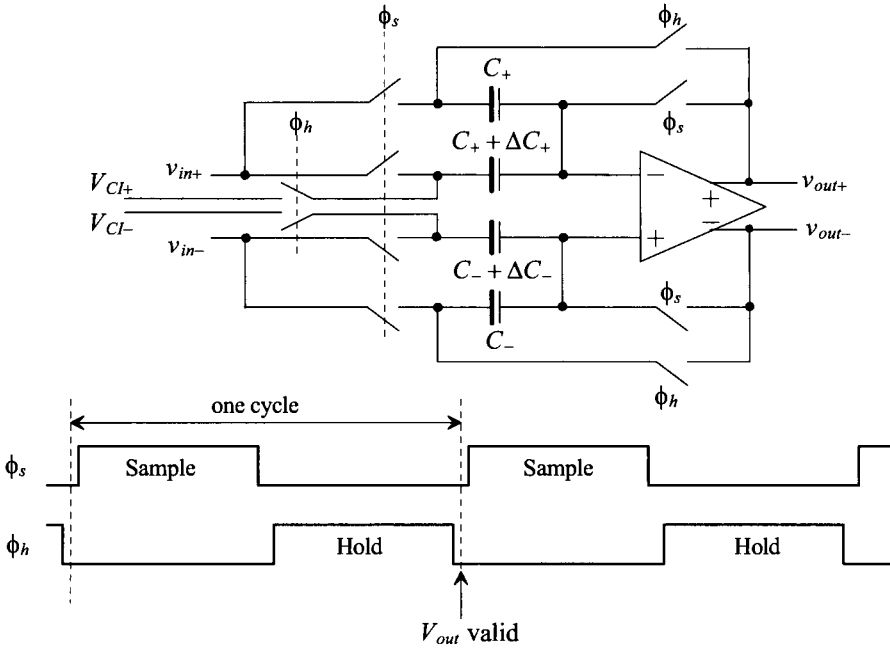 ϕh
ϕs
C+
ϕs
ϕh
C+ + ΔC+
vin+
VCI+
VCI−
vin−
−
+
+
−
vout+
vout−
C− + ΔC−
ϕs
C−
ϕh
one cycle
ϕs
Sample
Sample
ϕh
Hold
Hold
Vout valid